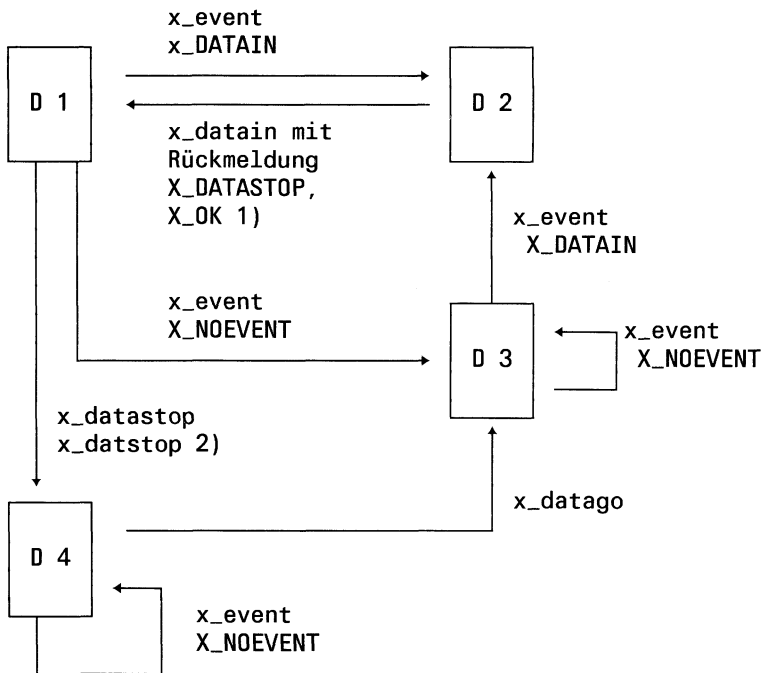 x_event
x_DATAIN
D 1
D 2
x_datain mit
Rückmeldung
X_DATASTOP,
X_OK 1)
x_event
X_DATAIN
x_event
X_NOEVENT
D 3
x_event
X_NOEVENT
x_datastop
x_datstop 2)
x_datago
D 4
x_event
X_NOEVENT